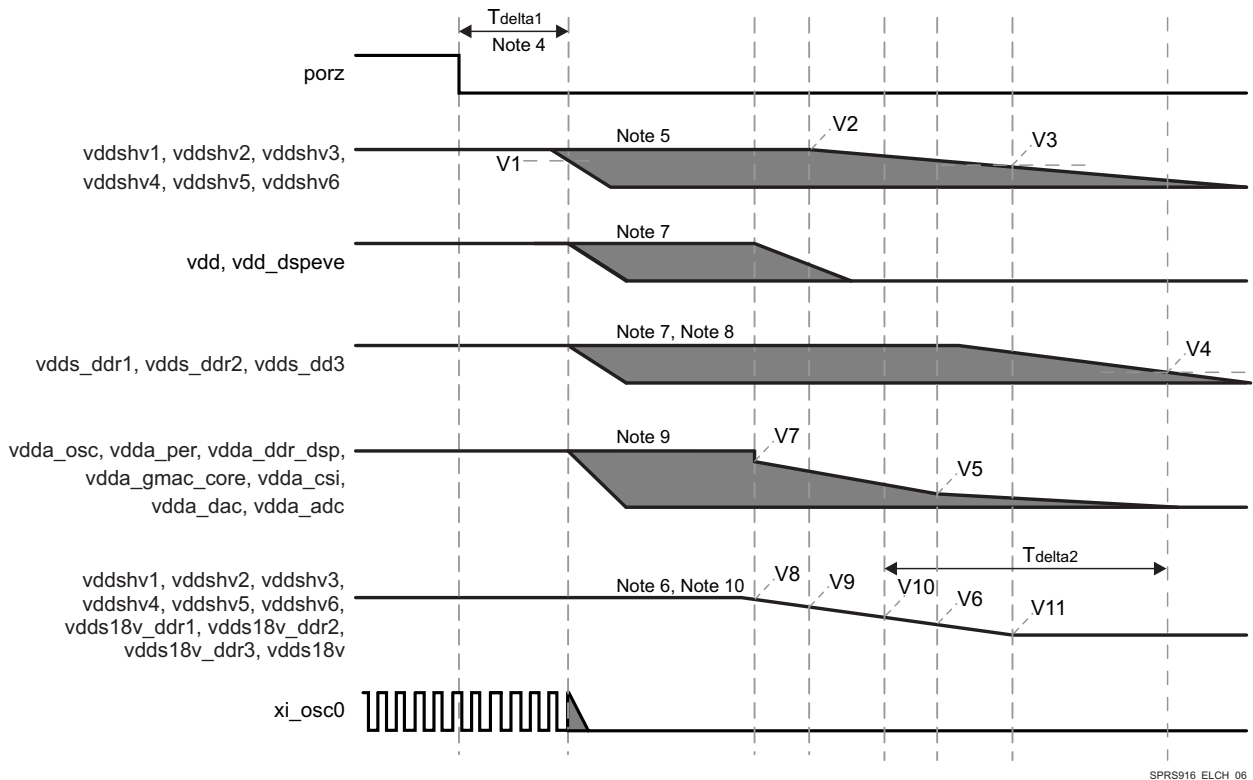 Tdelta1
Note 4
porz
Note 5
V2
V3
V1
vddshv1, vddshv2, vddshv3,
vddshv4, vddshv5, vddshv6
Note 7
vdd, vdd_dspeve
Note 7, Note 8
V4
vdds_ddr1, vdds_ddr2, vdds_dd3
Note 9
V7
V5
vdda_osc, vdda_per, vdda_ddr_dsp,
vdda_gmac_core, vdda_csi,
vdda_dac, vdda_adc
Tdelta2
Note 6, Note 10
V8
V9
V10
V6
V11
vddshv1, vddshv2, vddshv3,
vddshv4, vddshv5, vddshv6,
vdds18v_ddr1, vdds18v_ddr2,
vdds18v_ddr3, vdds18v
xi_osc0
SPRS916_ELCH_06